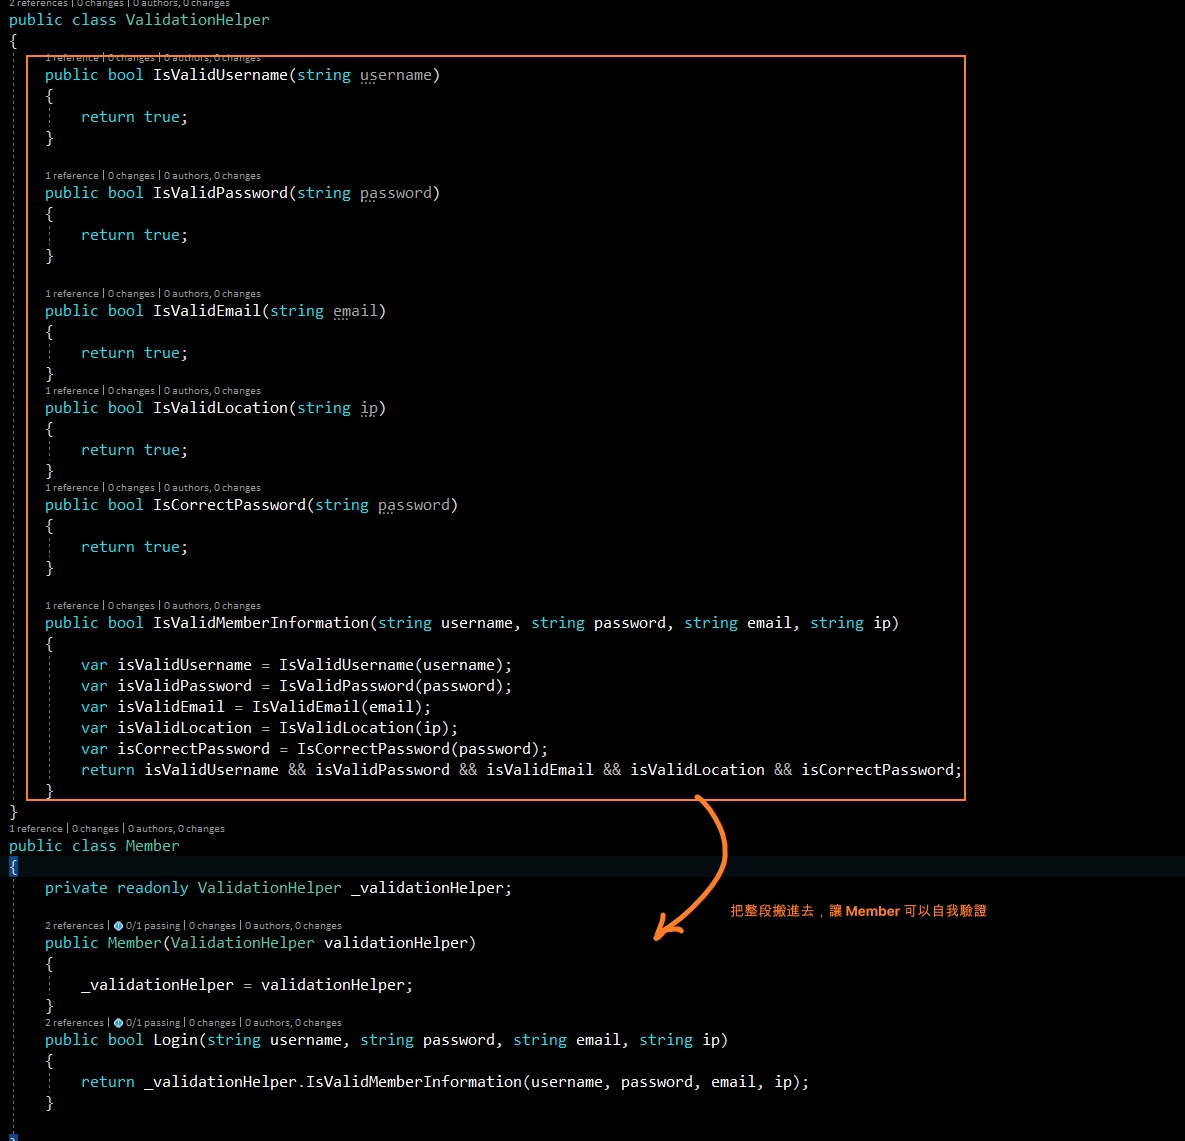 2 references | 0 changes | 0 authors, 0 changes
public class ValidationHelper
{
1 reference | 0 changes | 0 authors, 0 changes
public bool IsValidUsername(string username)
{
return true;
}
1 reference | 0 changes | 0 authors, 0 changes
public bool IsValidPassword(string password)
{
return true;
}
1 reference | 0 changes | 0 authors, 0 changes
public bool IsValidEmail(string email)
{
return true;
}
1 reference | 0 changes | 0 authors, 0 changes
public bool IsValidLocation(string ip)
{
return true;
}
1 reference | 0 changes | 0 authors, 0 changes
public bool IsCorrectPassword(string password)
{
return true;
}
1 reference | 0 changes | 0 authors, 0 changes
public bool IsValidMemberInformation(string username, string password, string email, string ip)
{
var isValidUsername = IsValidUsername(username);
var isValidPassword = IsValidPassword(password);
var isValidEmail = IsValidEmail(email);
var isValidLocation = IsValidLocation(ip);
var isCorrectPassword = IsCorrectPassword(password);
return isValidUsername && isValidPassword && isValidEmail && isValidLocation && isCorrectPassword;
}
}
1 reference | 0 changes | 0 authors, 0 changes
public class Member
{
private readonly ValidationHelper _validationHelper;
把整段搬進去，讓 Member 可以自我驗證
2 references | 0/1 passing | 0 changes | 0 authors, 0 changes
public Member(ValidationHelper validationHelper)
{
_validationHelper = validationHelper;
}
2 references | 0/1 passing | 0 changes | 0 authors, 0 changes
public bool Login(string username, string password, string email, string ip)
{
return _validationHelper.IsValidMemberInformation(username, password, email, ip);
}
}